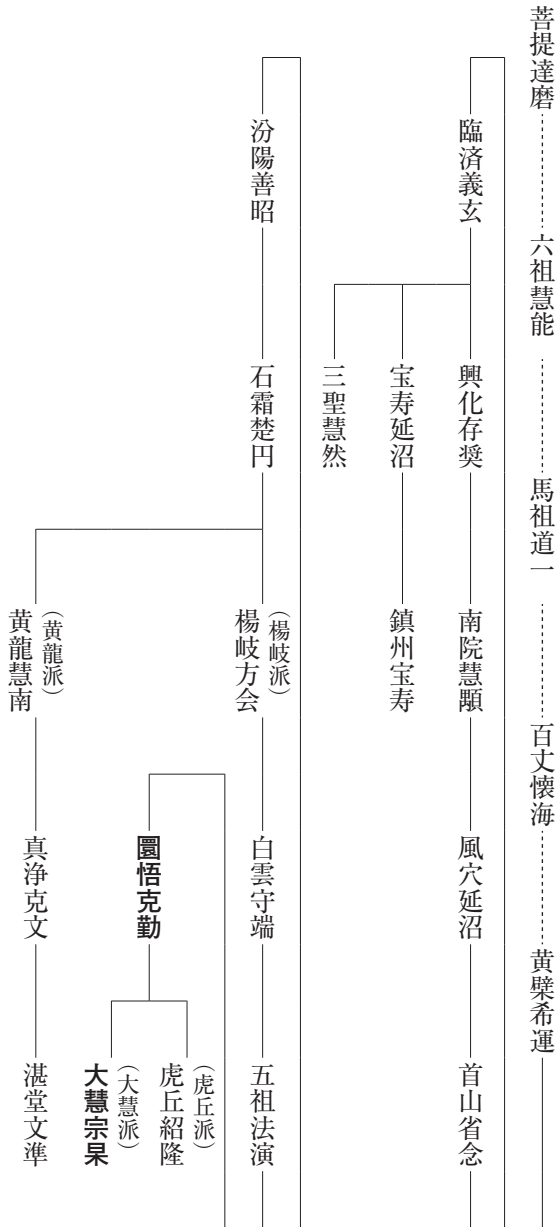 菩提達磨
六祖慧能
馬祖道一
百丈懐海
黄檗希運
臨済義玄
興化存奨
南院慧顒
風穴延沼
首山省念
宝寿延沼
鎮州宝寿
三聖慧然
汾陽善昭
石霜楚円
（楊岐派）
楊岐方会
白雲守端
五祖法演
圜悟克勤
（虎丘派）
虎丘紹隆
（大慧派）
大慧宗杲
（黄龍派）
黄龍慧南
真浄克文
湛堂文準